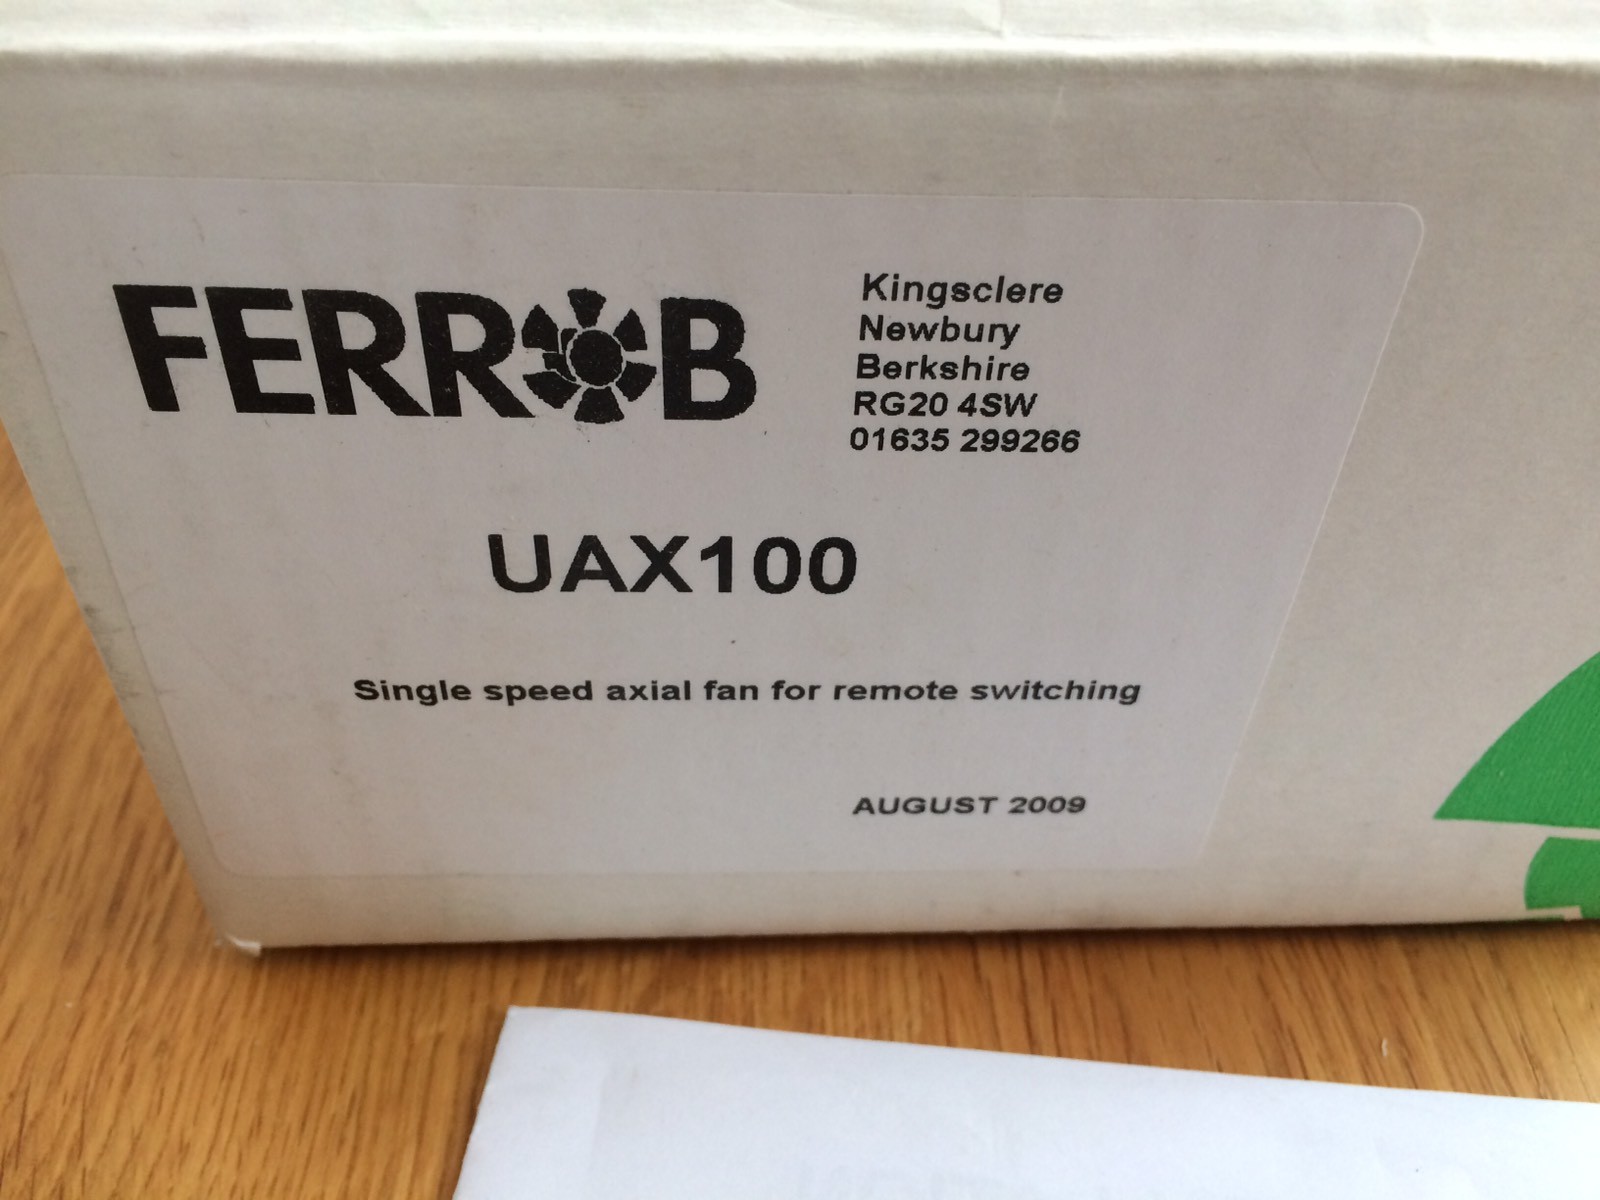 FERROB
Kingsclere
Newbury
Berkshire
RG20 4SW
01635 299266
UAX100
Single speed axial fan for remote switching
AUGUST 2009